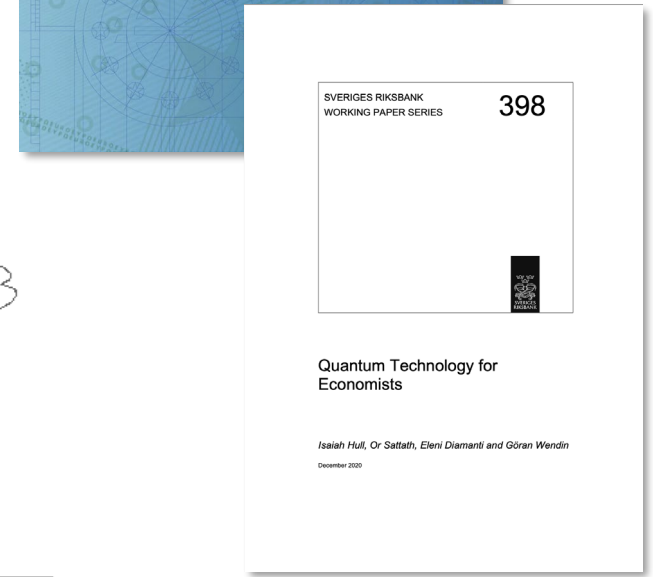 SVERIGES RIKSBANK
WORKING PAPER SERIES
398
SVERIGES
RIKSBANK
Quantum Technology for
Economists
Isaiah Hull, Or Sattath, Eleni Diamanti and Göran Wendin
December 2020